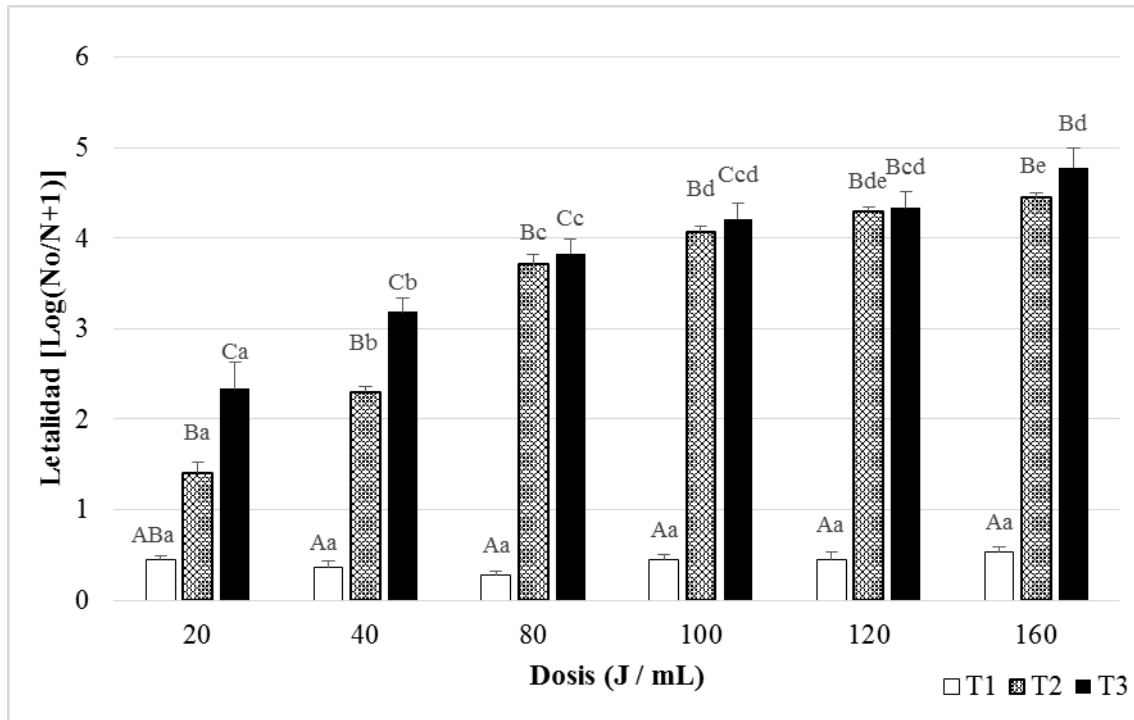 6
5
4
3
2
1
0
Letalidad [Log(No/N+1)]
ABa
Ba
Ca
Aa
Bb
Cb
Aa
Bc
Cc
Aa
Bd
Ccd
Aa
Bde
Bcd
Aa
Be
Bd
20 40 80 100 120 160
Dosis (J / mL)
T1 T2 T3